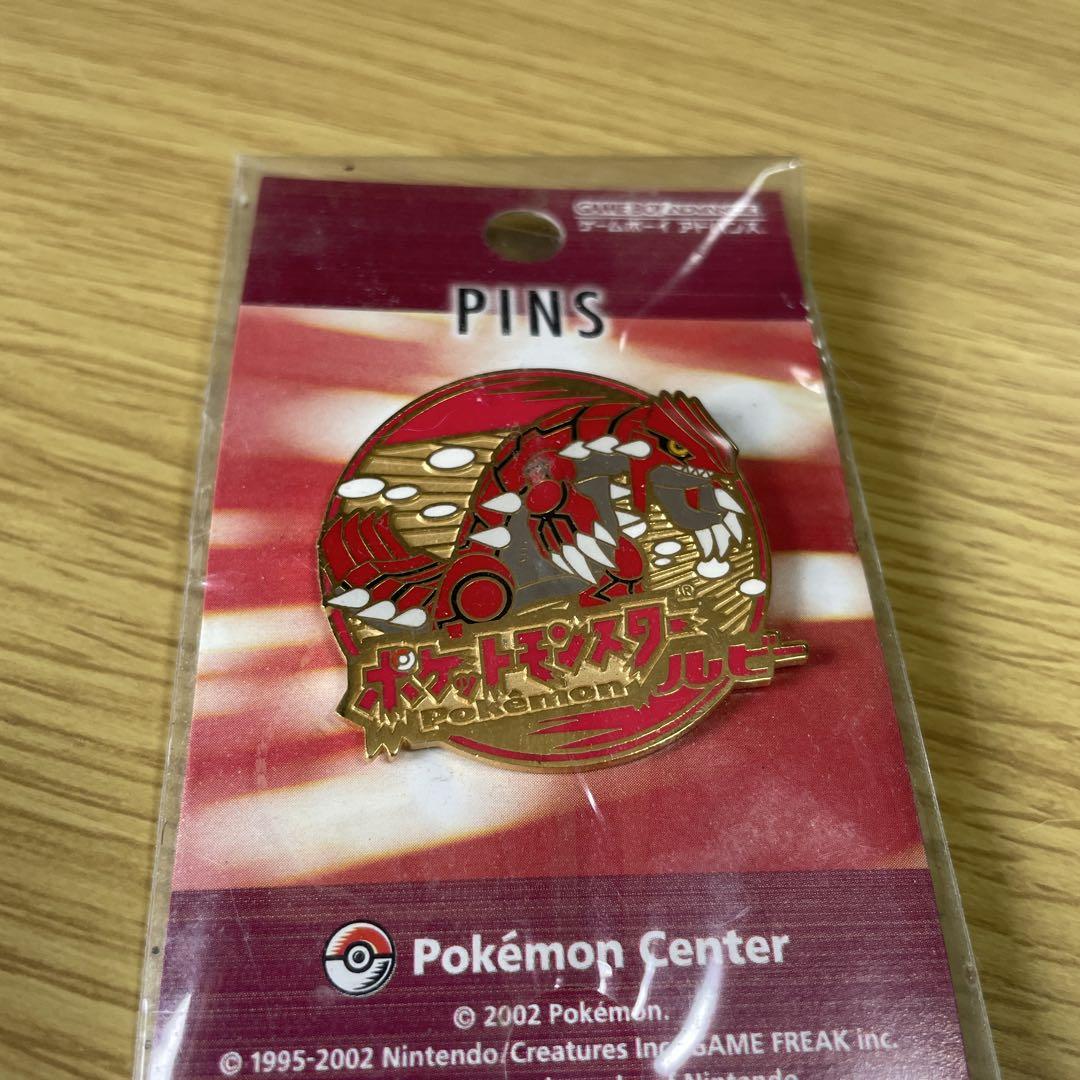 GAME BOY ADVANCE
ゲームボーイ アドバンス
PINS
®
ポケットモンスター
ルビー
Pokémon
Pokémon Center
© 2002 Pokémon.
© 1995-2002 Nintendo/Creatures Inc./GAME FREAK inc.
Nintendo